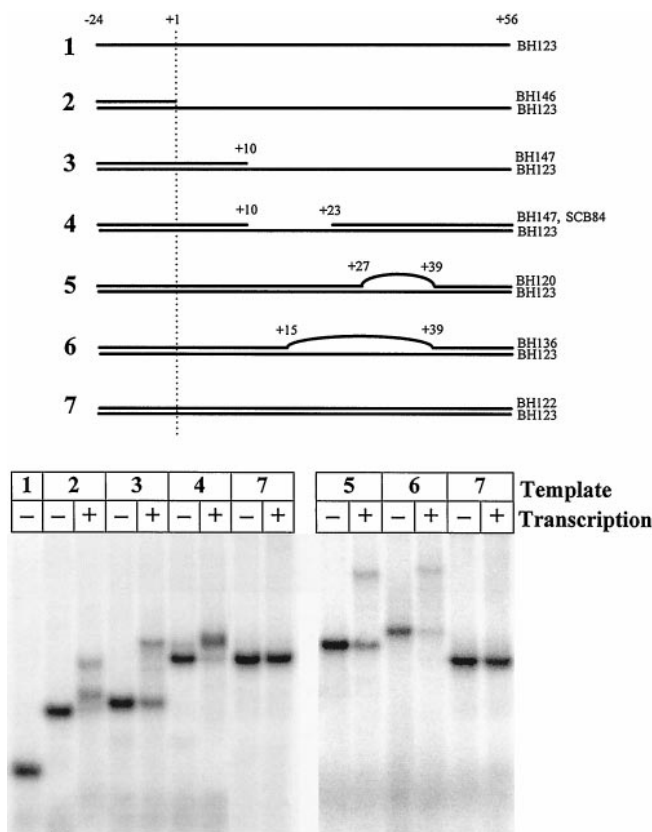 -24 +1 +56
1 BH123
BH146
2 BH123
+10
BH147
3 BH123
+10 +23
BH147, SCB84
4 BH123
+27 +39
BH120
5 BH123
+15 +39
BH136
6 BH123
BH122
7 BH123
1 2 3 4 7 5 6 7 Template
− − + − + − + − + − + − + − + Transcription